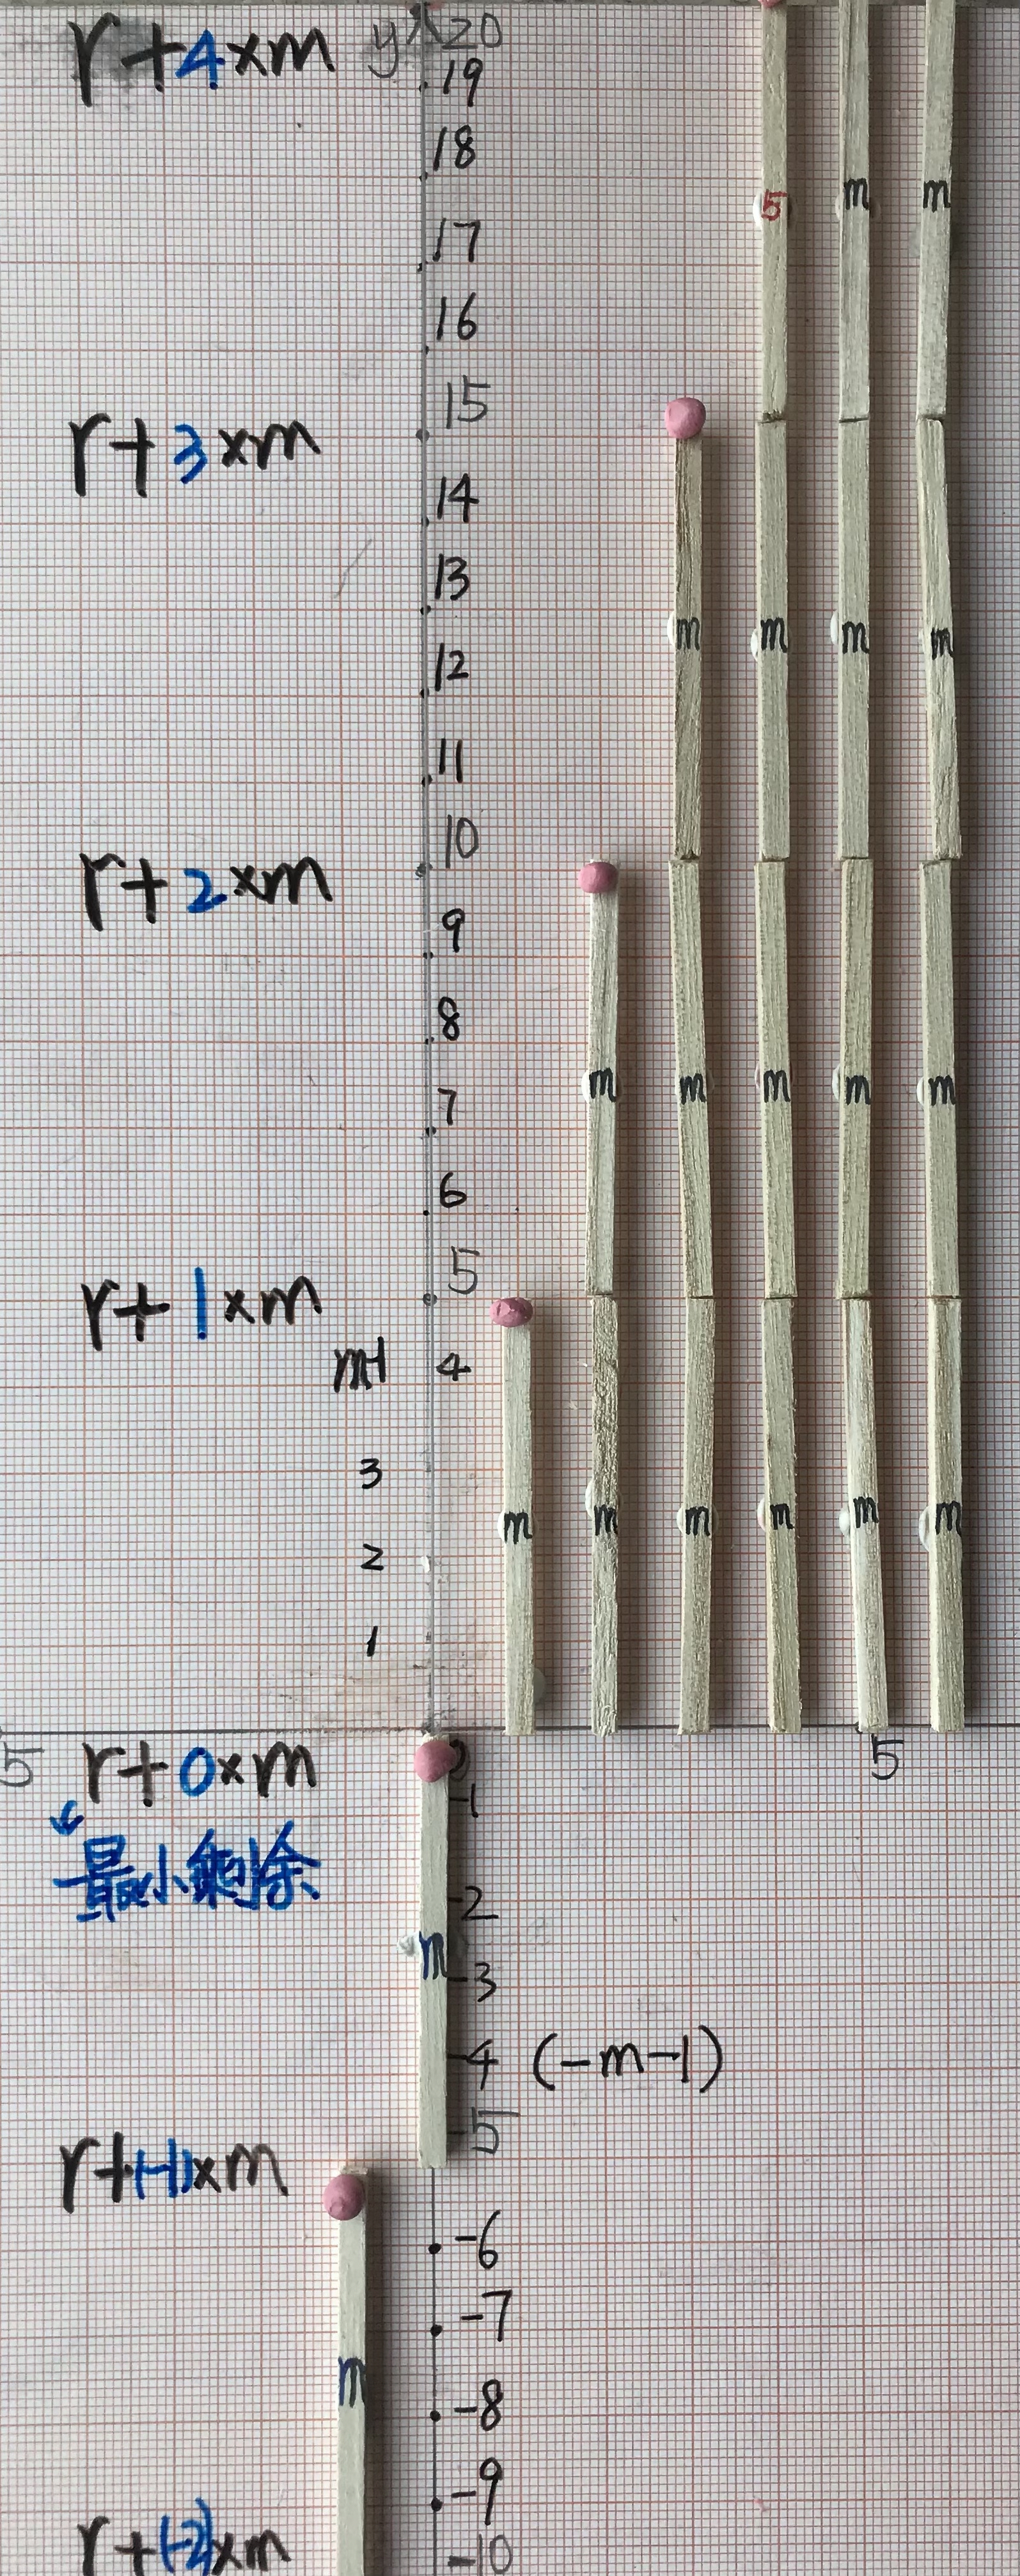 r+4×m y 20
19
18
5 m m
17
16
15
r+3×m
14
13
m m m m
12
11
10
r+2×m
9
8
m m m m m
7
6
5
r+1×m
m-1 4
3
m m m m m m
2
1
5 r+0×m 0 5
-1
最小剩余
-2
m
-3
-4 (-m-1)
-5
r+(-1)×m
-6
-7
m
-8
-9
r+(-2)×m -10